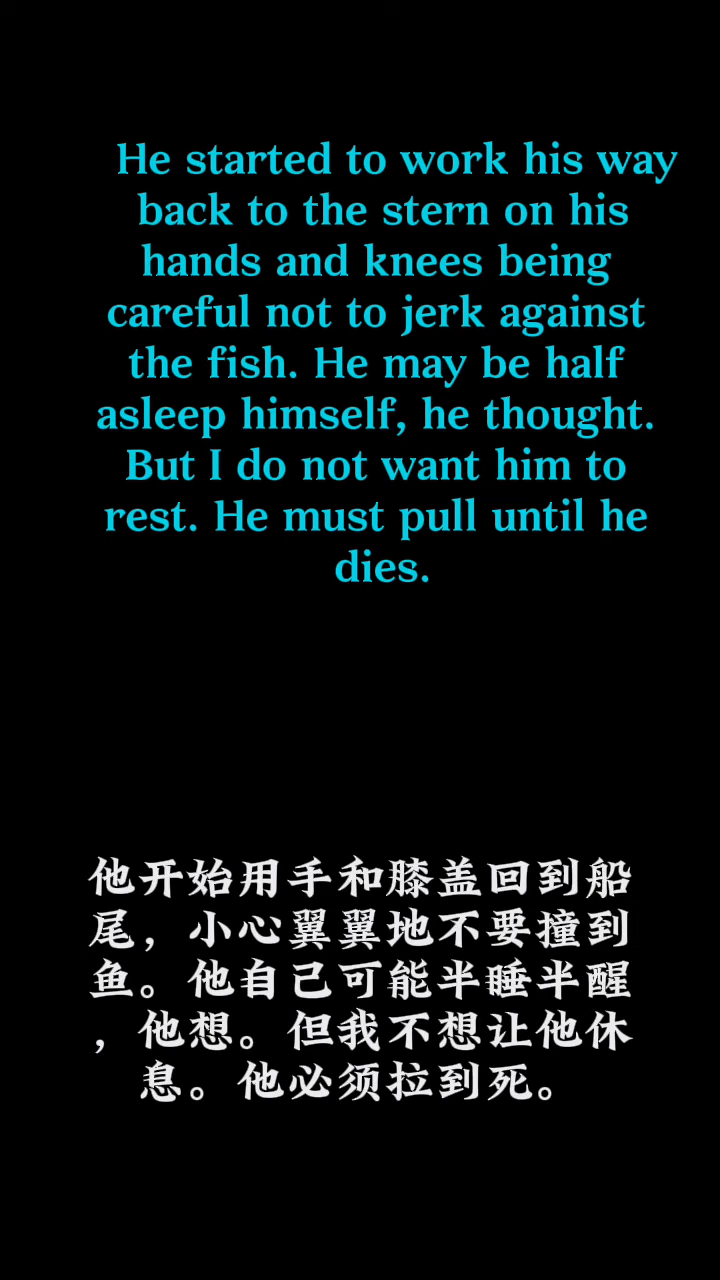 He started to work his way
back to the stern on his
hands and knees being
careful not to jerk against
the fish. He may be half
asleep himself, he thought.
But I do not want him to
rest. He must pull until he
dies.
他开始用手和膝盖回到船
尾，小心翼翼地不要撞到
鱼。他自己可能半睡半醒
，他想。但我不想让他休
息。他必须拉到死。